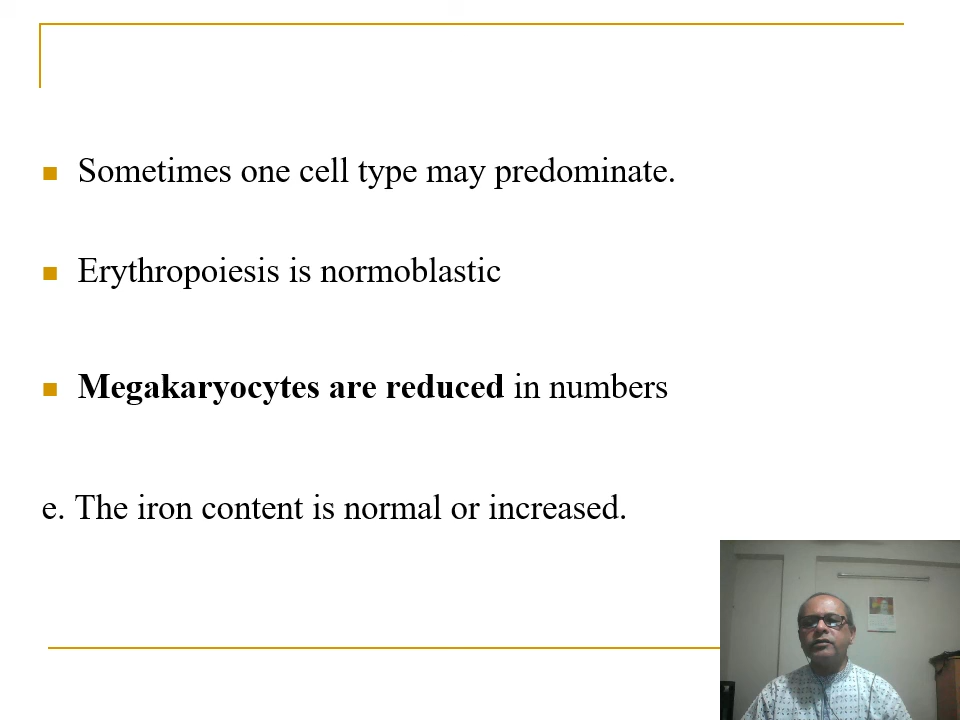 Sometimes one cell type may predominate.
Erythropoiesis is normoblastic
Megakaryocytes are reduced in numbers
e. The iron content is normal or increased.